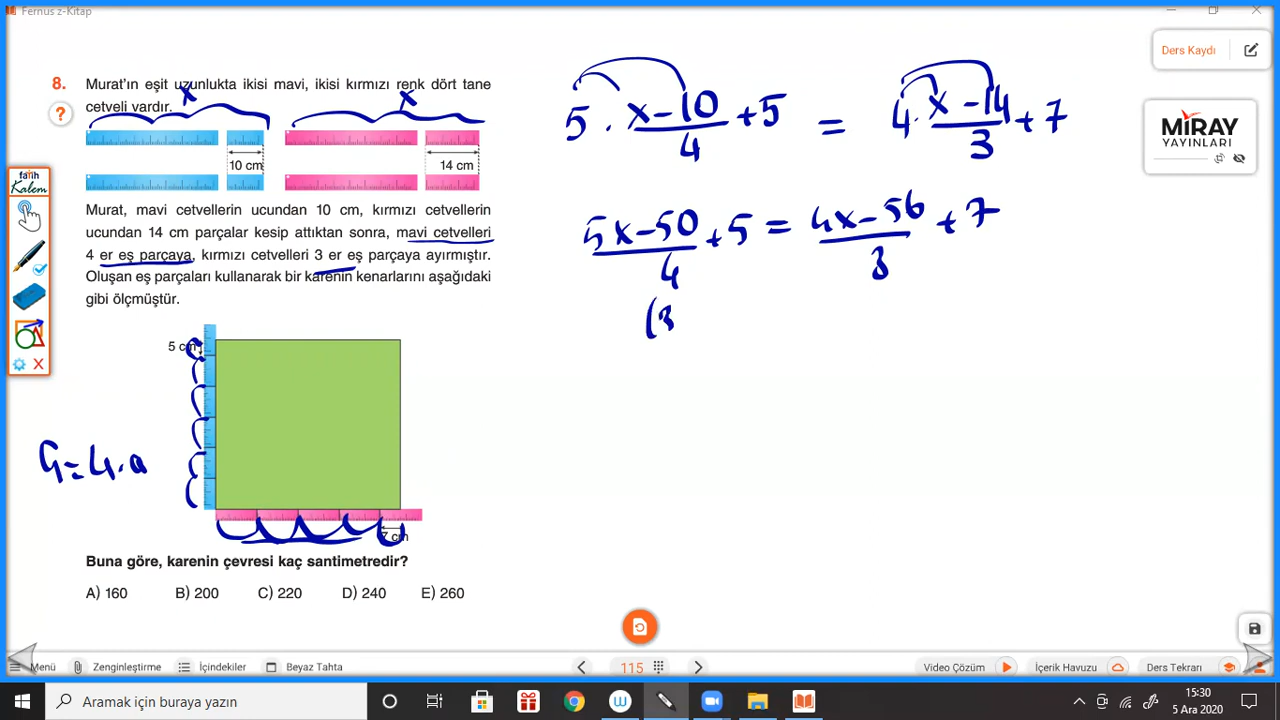 Fernus z-Kitap
Ders Kaydı
8. Murat'ın eşit uzunlukta ikisi mavi, ikisi kırmızı renk dört tane
cetveli vardır.
?
x
x
10 cm
14 cm
Murat, mavi cetvellerin ucundan 10 cm, kırmızı cetvellerin
ucundan 14 cm parçalar kesip attıktan sonra, mavi cetvelleri
4 er eş parçaya, kırmızı cetvelleri 3 er eş parçaya ayırmıştır.
Oluşan eş parçaları kullanarak bir karenin kenarlarını aşağıdaki
gibi ölçmüştür.
5 cm
7 cm
Ç=4.a
Buna göre, karenin çevresi kaç santimetredir?
A) 160 B) 200 C) 220 D) 240 E) 260
5 . x-10/4 +5 = 4. x-14/3 +7
5x-50/4 +5 = 4x-56/3 +7
(3
MİRAY
YAYINLARI
fatih
Kalem
X
Menü Zenginleştirme İçindekiler Beyaz Tahta 115 Video Çözüm İçerik Havuzu Ders Tekrarı
Aramak için buraya yazın
15:30
5 Ara 2020